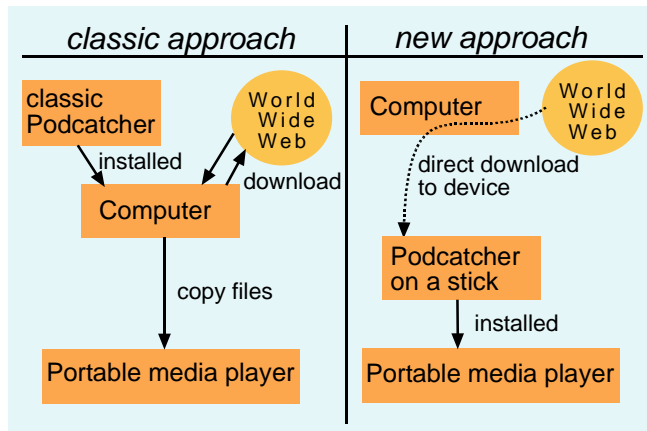 classic approach
classic
Podcatcher
World
Wide
Web
installed
download
Computer
copy files
Portable media player
new approach
Computer
World
Wide
Web
direct download
to device
Podcatcher
on a stick
installed
Portable media player